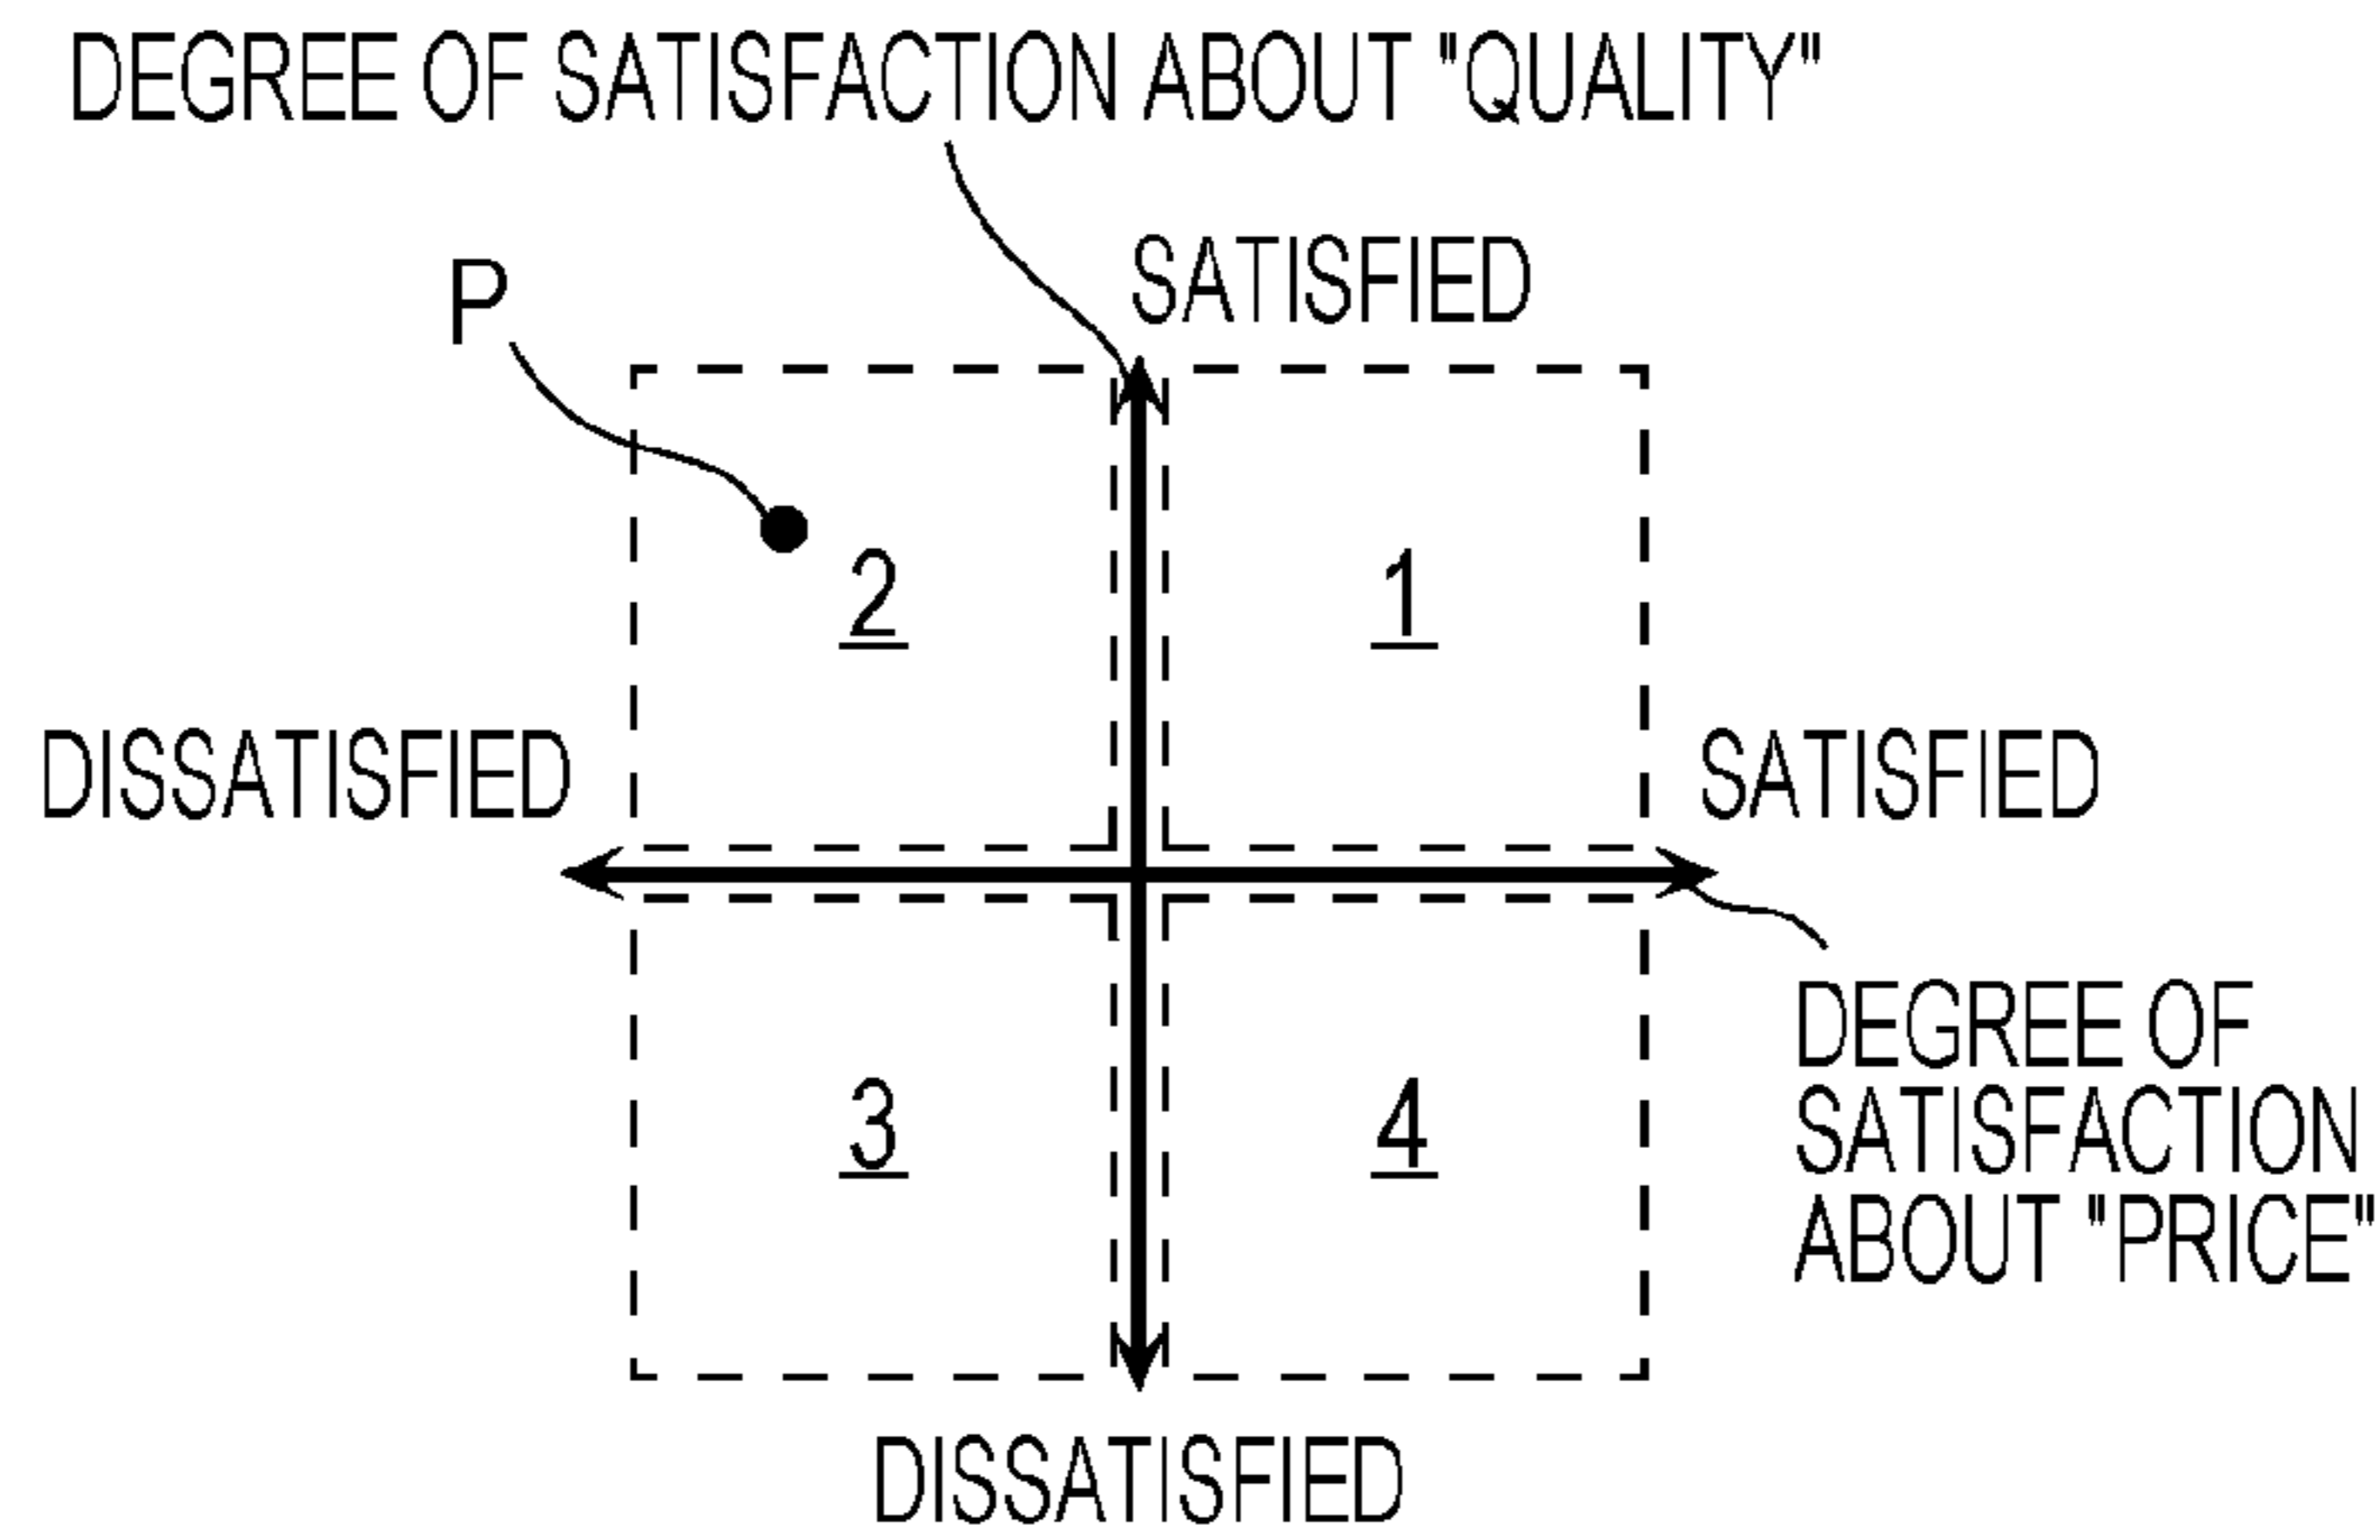 DEGREE OF SATISFACTION ABOUT "QUALITY"
SATISFIED
P
2
1
DISSATISFIED
SATISFIED
3
4
DEGREE OF
SATISFACTION
ABOUT "PRICE"
DISSATISFIED